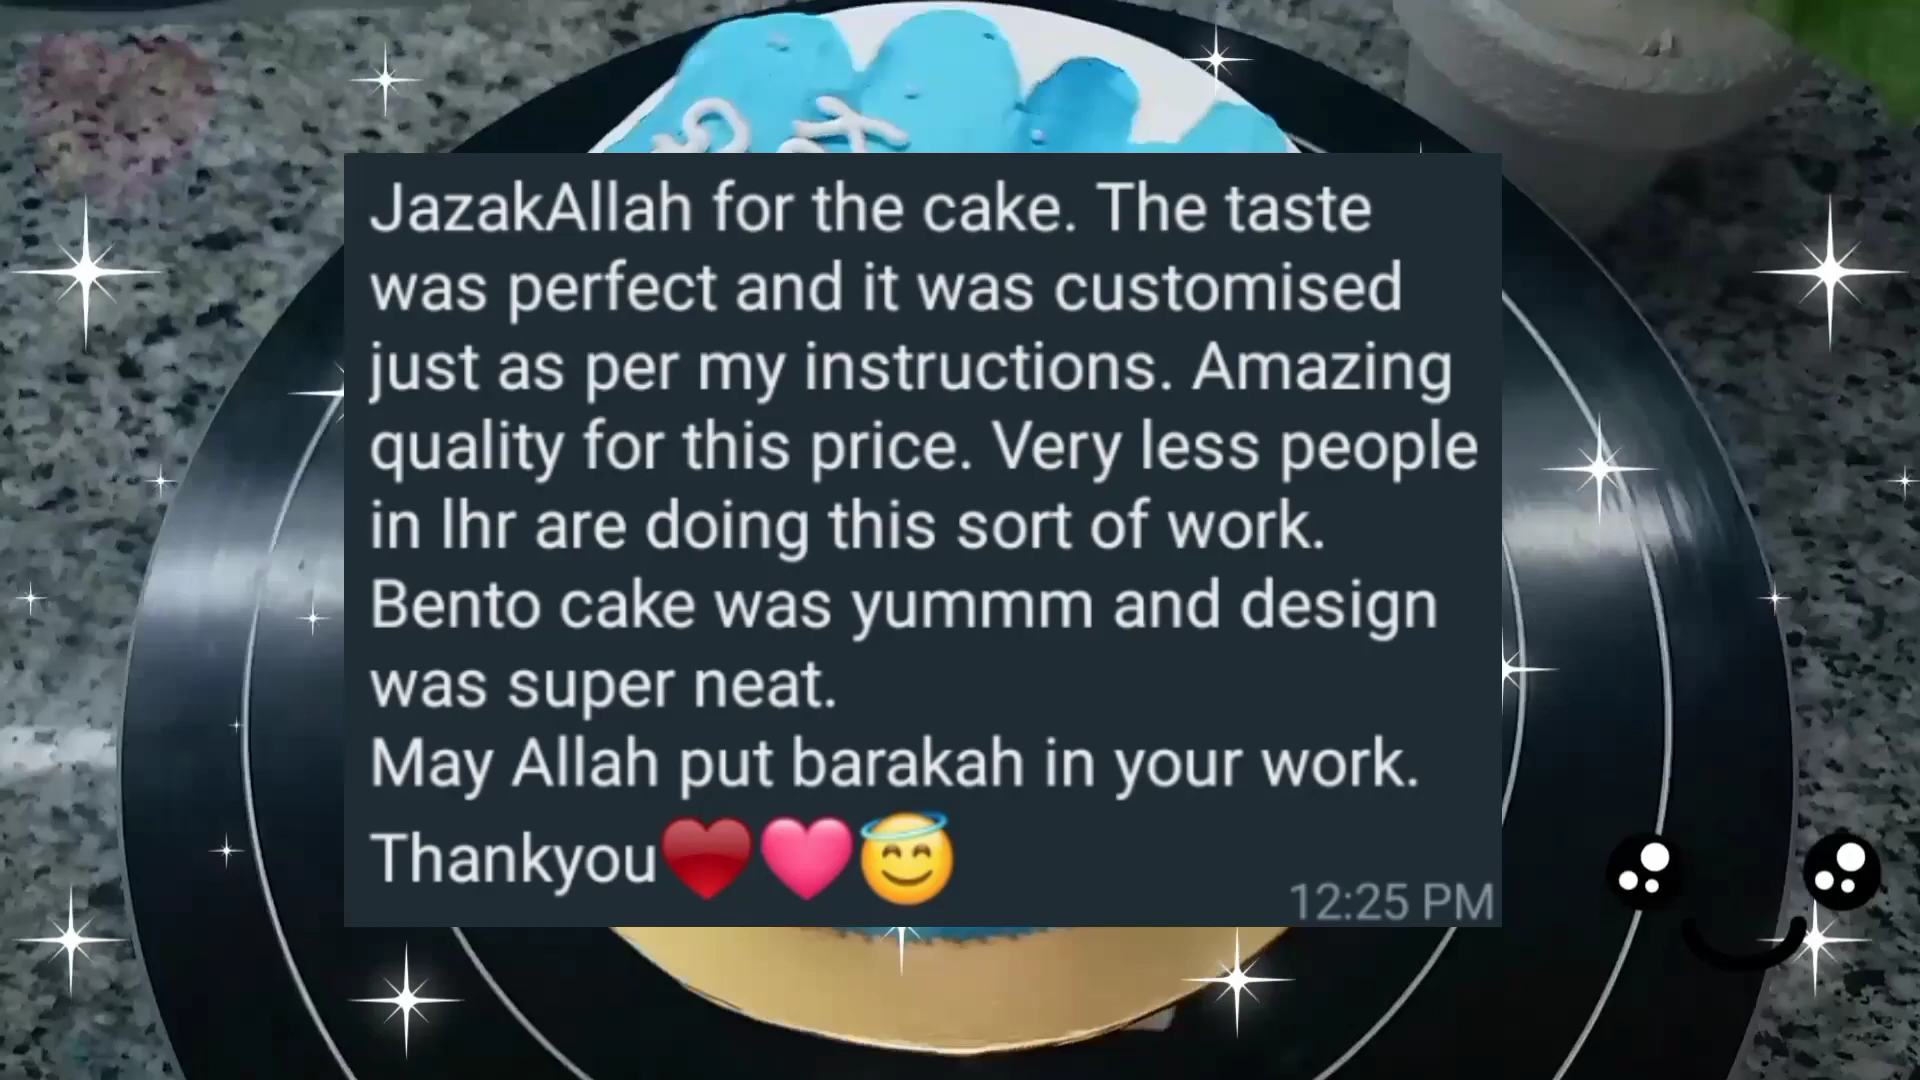 JazakAllah for the cake. The taste
was perfect and it was customised
just as per my instructions. Amazing
quality for this price. Very less people
in lhr are doing this sort of work.
Bento cake was yummm and design
was super neat.
May Allah put barakah in your work.
Thankyou❤️💗😇
12:25 PM